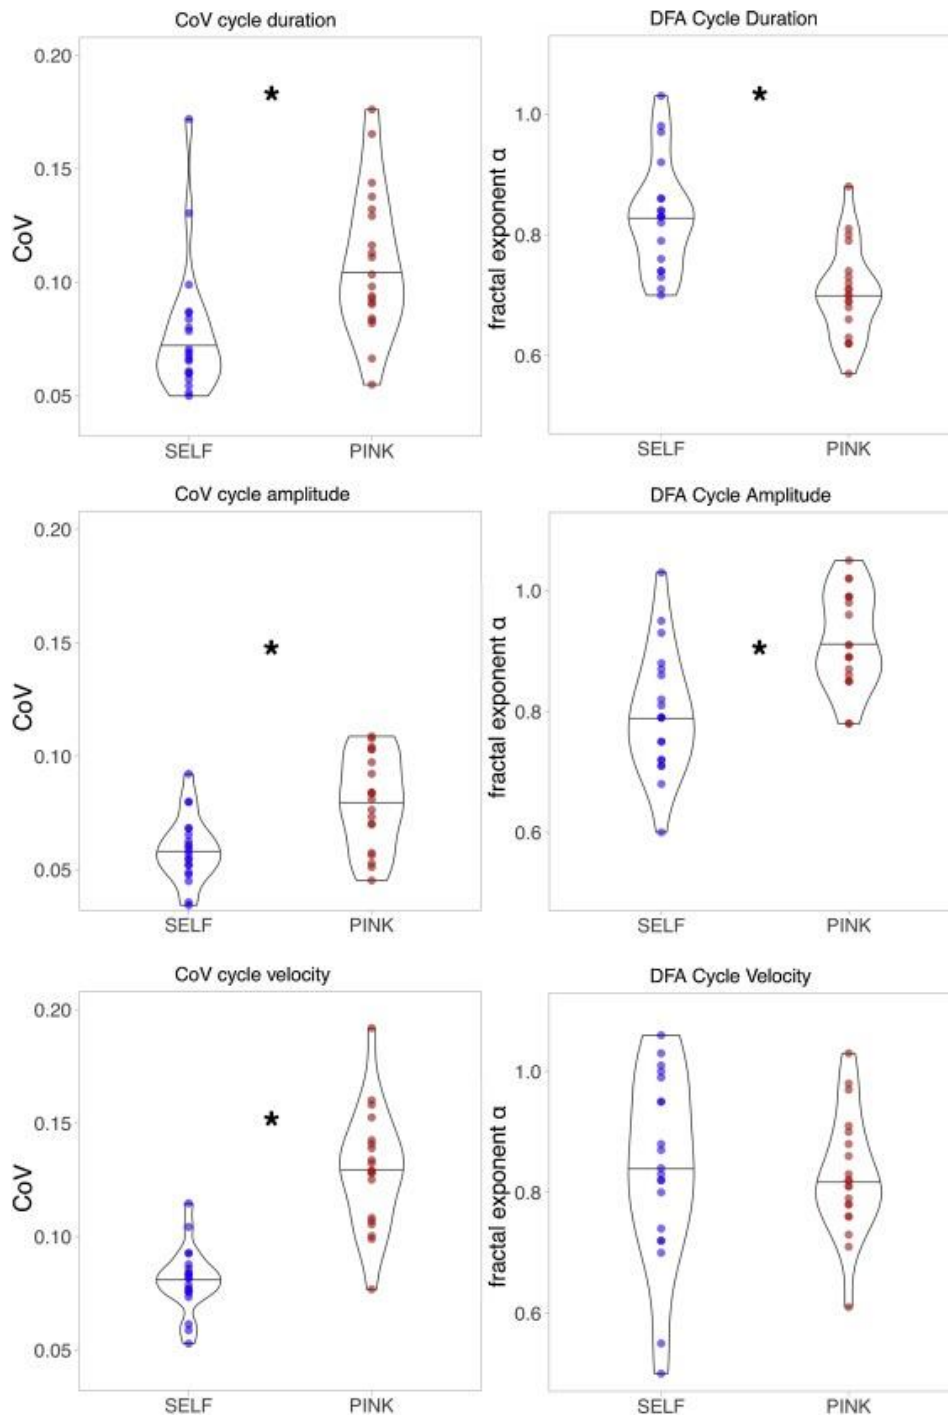 CoV cycle duration
CoV
0.20
0.15
0.10
0.05
*
SELF PINK
DFA Cycle Duration
fractal exponent α
1.0
0.8
0.6
*
SELF PINK
CoV cycle amplitude
CoV
0.20
0.15
0.10
0.05
*
SELF PINK
DFA Cycle Amplitude
fractal exponent α
1.0
0.8
0.6
*
SELF PINK
CoV cycle velocity
CoV
0.20
0.15
0.10
0.05
*
SELF PINK
DFA Cycle Velocity
fractal exponent α
1.0
0.8
0.6
SELF PINK